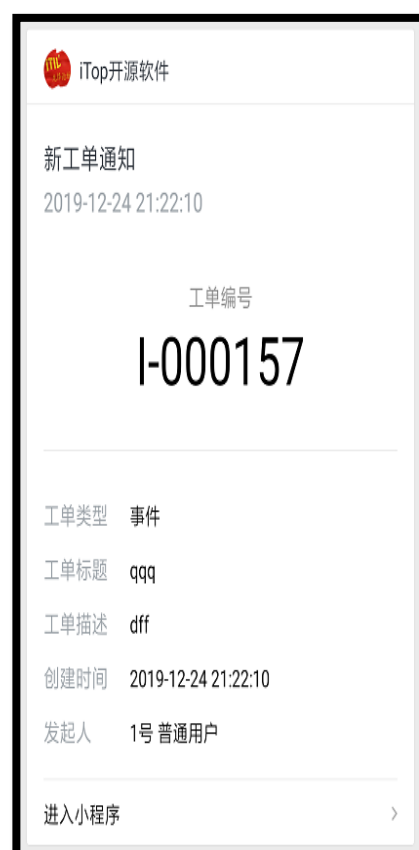 iTop开源软件
新工单通知
2019-12-24 21:22:10
工单编号
I-000157
工单类型 事件
工单标题 qqq
工单描述 dff
创建时间 2019-12-24 21:22:10
发起人 1号 普通用户
进入小程序